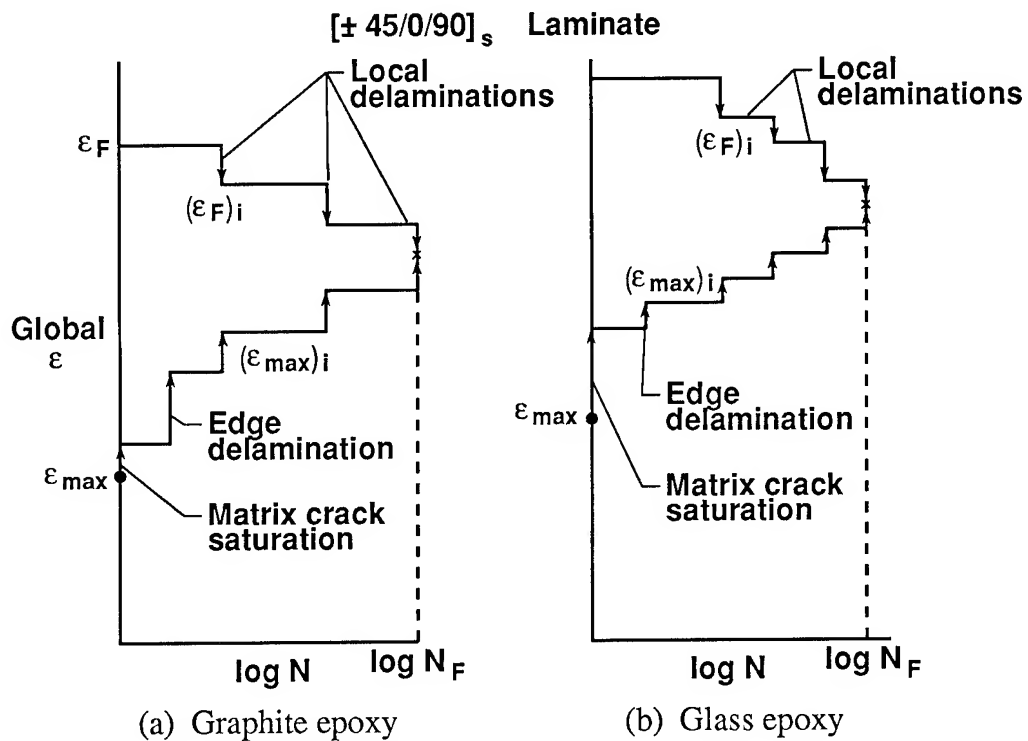 [± 45/0/90]s Laminate
Local
delaminations
εF
(εF)i
Global
ε
(εmax)i
Edge
delamination
εmax
Matrix crack
saturation
log N
log NF
(a) Graphite epoxy
Local
delaminations
(εF)i
(εmax)i
Edge
delamination
εmax
Matrix crack
saturation
log N
log NF
(b) Glass epoxy